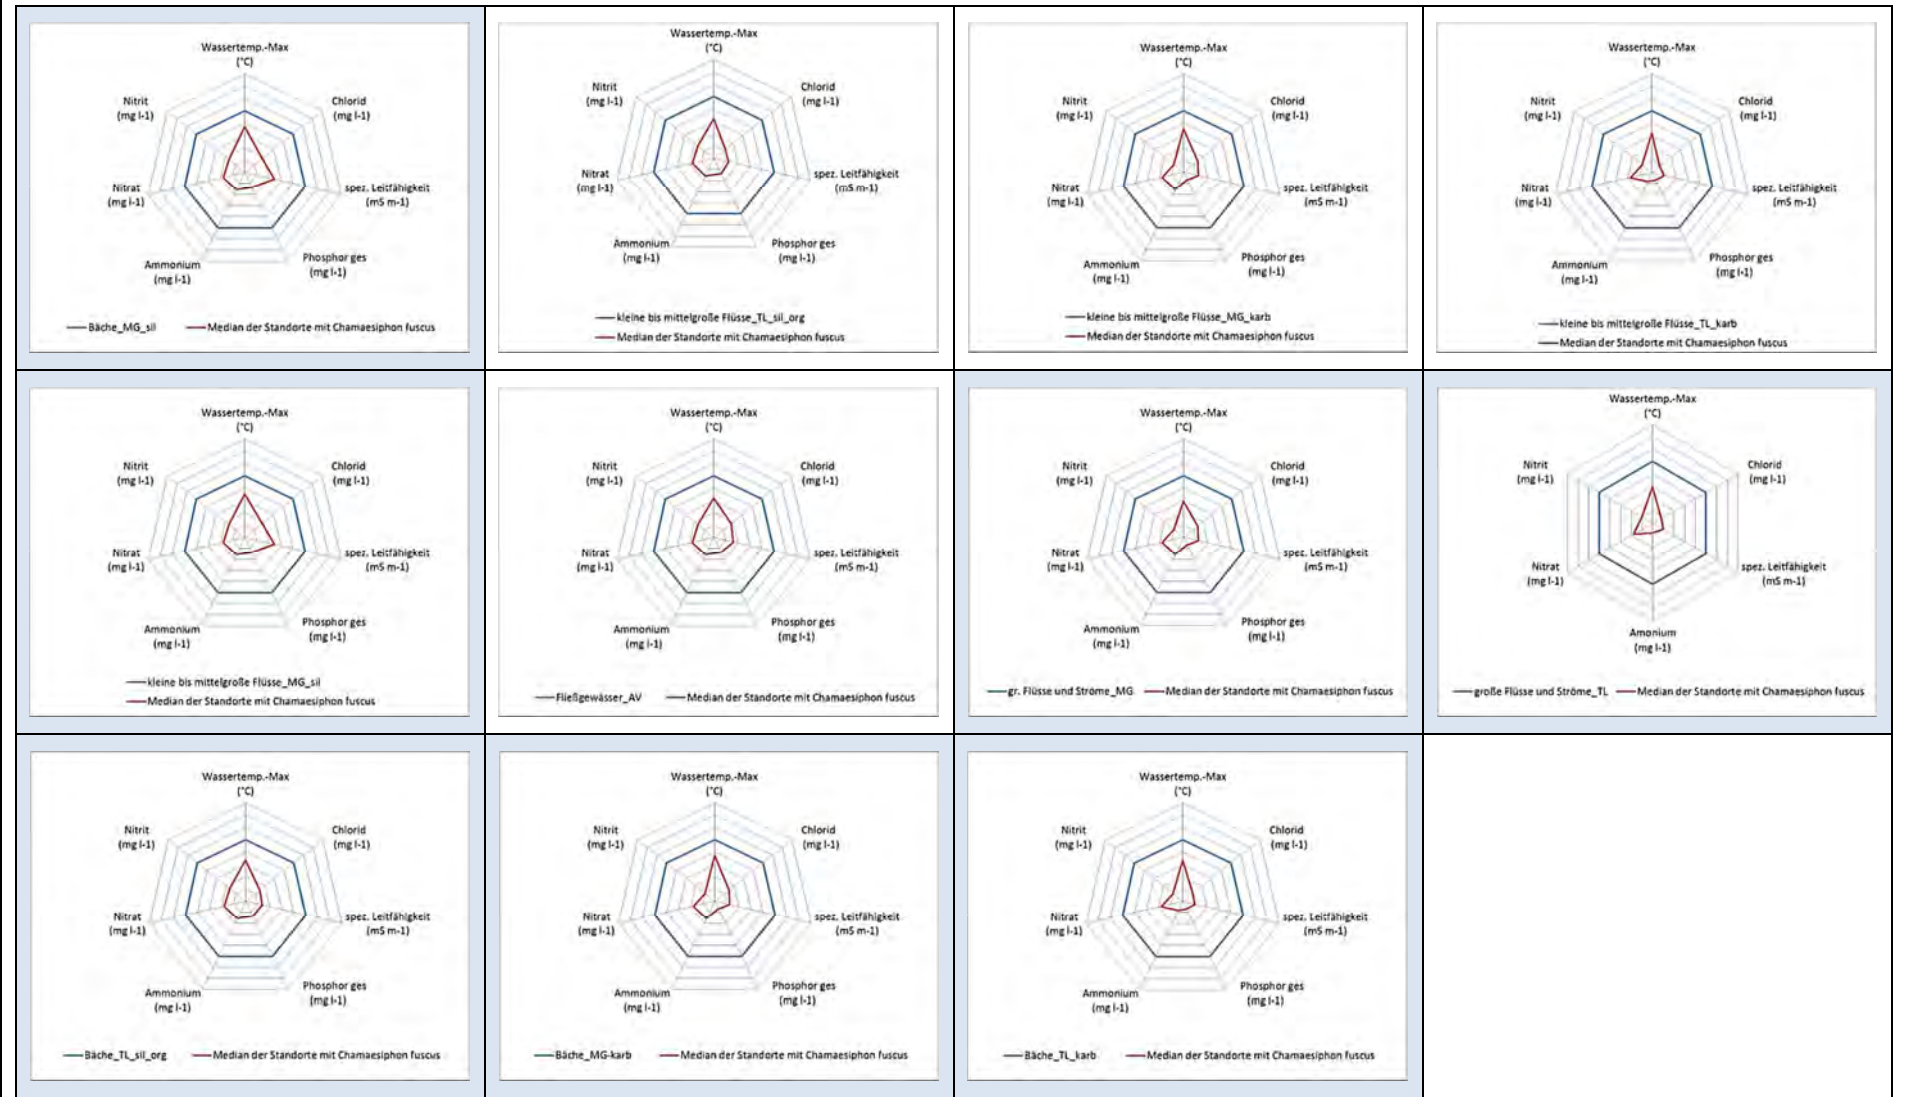 Wassertemp.-Max
(°C)
Nitrit
(mg l-1)
Chlorid
(mg l-1)
Nitrat
(mg l-1)
spez. Leitfähigkeit
(mS m-1)
Ammonium
(mg l-1)
Phosphor ges
(mg l-1)
Bäche_MG_sil
Median der Standorte mit Chamaesiphon fuscus
Wassertemp.-Max
(°C)
Nitrit
(mg l-1)
Chlorid
(mg l-1)
Nitrat
(mg l-1)
spez. Leitfähigkeit
(mS m-1)
Ammonium
(mg l-1)
Phosphor ges
(mg l-1)
kleine bis mittelgroße Flüsse_TL_sil_org
Median der Standorte mit Chamaesiphon fuscus
Wassertemp.-Max
(°C)
Nitrit
(mg l-1)
Chlorid
(mg l-1)
Nitrat
(mg l-1)
spez. Leitfähigkeit
(mS m-1)
Ammonium
(mg l-1)
Phosphor ges
(mg l-1)
kleine bis mittelgroße Flüsse_MG_karb
Median der Standorte mit Chamaesiphon fuscus
Wassertemp.-Max
(°C)
Nitrit
(mg l-1)
Chlorid
(mg l-1)
Nitrat
(mg l-1)
spez. Leitfähigkeit
(mS m-1)
Ammonium
(mg l-1)
Phosphor ges
(mg l-1)
kleine bis mittelgroße Flüsse_TL_karb
Median der Standorte mit Chamaesiphon fuscus
Wassertemp.-Max
(°C)
Nitrit
(mg l-1)
Chlorid
(mg l-1)
Nitrat
(mg l-1)
spez. Leitfähigkeit
(mS m-1)
Ammonium
(mg l-1)
Phosphor ges
(mg l-1)
kleine bis mittelgroße Flüsse_MG_sil
Median der Standorte mit Chamaesiphon fuscus
Wassertemp.-Max
(°C)
Nitrit
(mg l-1)
Chlorid
(mg l-1)
Nitrat
(mg l-1)
spez. Leitfähigkeit
(mS m-1)
Ammonium
(mg l-1)
Phosphor ges
(mg l-1)
Fließgewässer_AV
Median der Standorte mit Chamaesiphon fuscus
Wassertemp.-Max
(°C)
Nitrit
(mg l-1)
Chlorid
(mg l-1)
Nitrat
(mg l-1)
spez. Leitfähigkeit
(mS m-1)
Ammonium
(mg l-1)
Phosphor ges
(mg l-1)
gr. Flüsse und Ströme_MG
Median der Standorte mit Chamaesiphon fuscus
Wassertemp.-Max
(°C)
Nitrit
(mg l-1)
Chlorid
(mg l-1)
Nitrat
(mg l-1)
spez. Leitfähigkeit
(mS m-1)
Amonium
(mg l-1)
große Flüsse und Ströme_TL
Median der Standorte mit Chamaesiphon fuscus
Wassertemp.-Max
(°C)
Nitrit
(mg l-1)
Chlorid
(mg l-1)
Nitrat
(mg l-1)
spez. Leitfähigkeit
(mS m-1)
Ammonium
(mg l-1)
Phosphor ges
(mg l-1)
Bäche_TL_sil_org
Median der Standorte mit Chamaesiphon fuscus
Wassertemp.-Max
(°C)
Nitrit
(mg l-1)
Chlorid
(mg l-1)
Nitrat
(mg l-1)
spez. Leitfähigkeit
(mS m-1)
Ammonium
(mg l-1)
Phosphor ges
(mg l-1)
Bäche_MG-karb
Median der Standorte mit Chamaesiphon fuscus
Wassertemp.-Max
(°C)
Nitrit
(mg l-1)
Chlorid
(mg l-1)
Nitrat
(mg l-1)
spez. Leitfähigkeit
(mS m-1)
Ammonium
(mg l-1)
Phosphor ges
(mg l-1)
Bäche_TL_karb
Median der Standorte mit Chamaesiphon fuscus